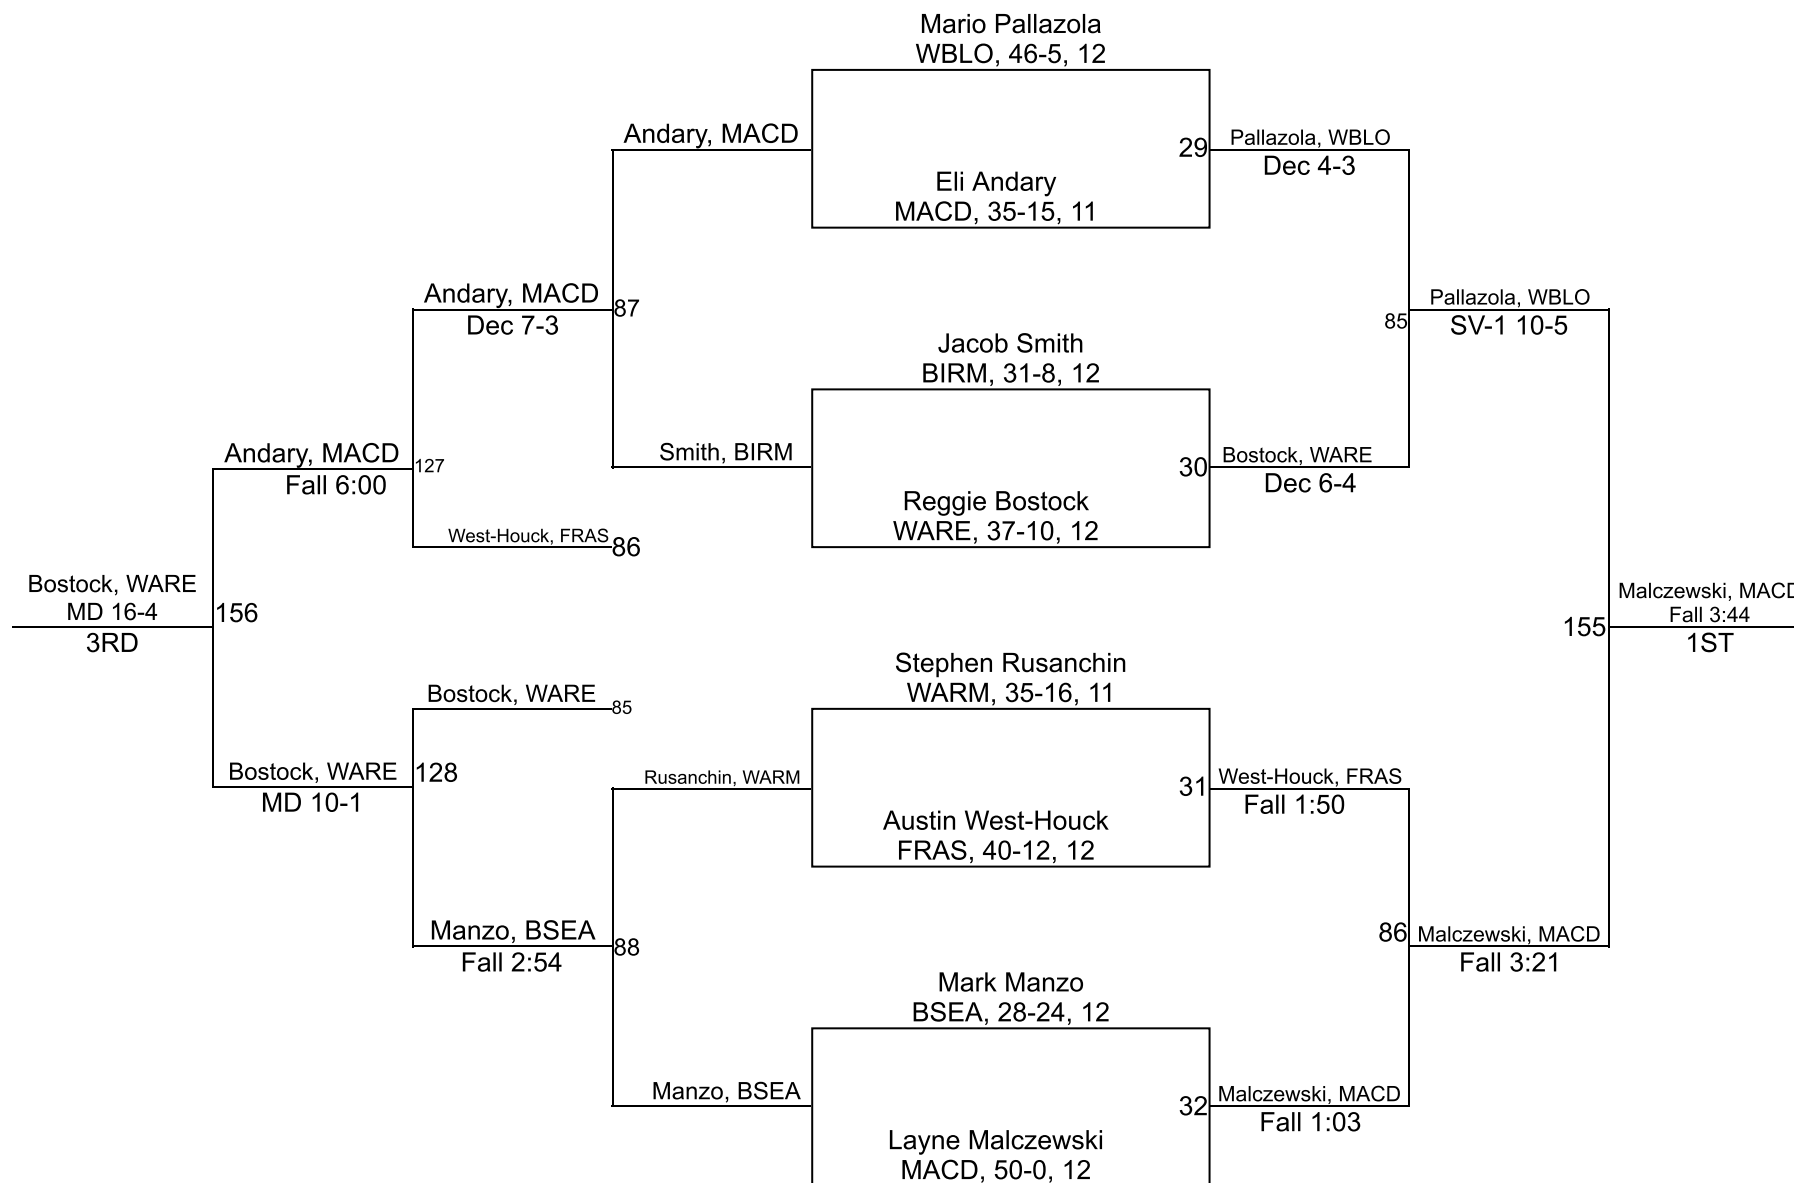 Mario Pallazola
WBLO, 46-5, 12
Andary, MACD
29
Pallazola, WBLO
Dec 4-3
Eli Andary
MACD, 35-15, 11
Andary, MACD
Dec 7-3
87
Pallazola, WBLO
SV-1 10-5
85
Jacob Smith
BIRM, 31-8, 12
Andary, MACD
Fall 6:00
127
Smith, BIRM
30
Bostock, WARE
Dec 6-4
Reggie Bostock
WARE, 37-10, 12
West-Houck, FRAS
86
Bostock, WARE
MD 16-4
3RD
156
155
Malczewski, MACD
Fall 3:44
1ST
Stephen Rusanchin
WARM, 35-16, 11
Bostock, WARE
85
Bostock, WARE
MD 10-1
128
Rusanchin, WARM
31
West-Houck, FRAS
Fall 1:50
Austin West-Houck
FRAS, 40-12, 12
Manzo, BSEA
Fall 2:54
88
86
Malczewski, MACD
Fall 3:21
Mark Manzo
BSEA, 28-24, 12
Manzo, BSEA
32
Malczewski, MACD
Fall 1:03
Layne Malczewski
MACD, 50-0, 12